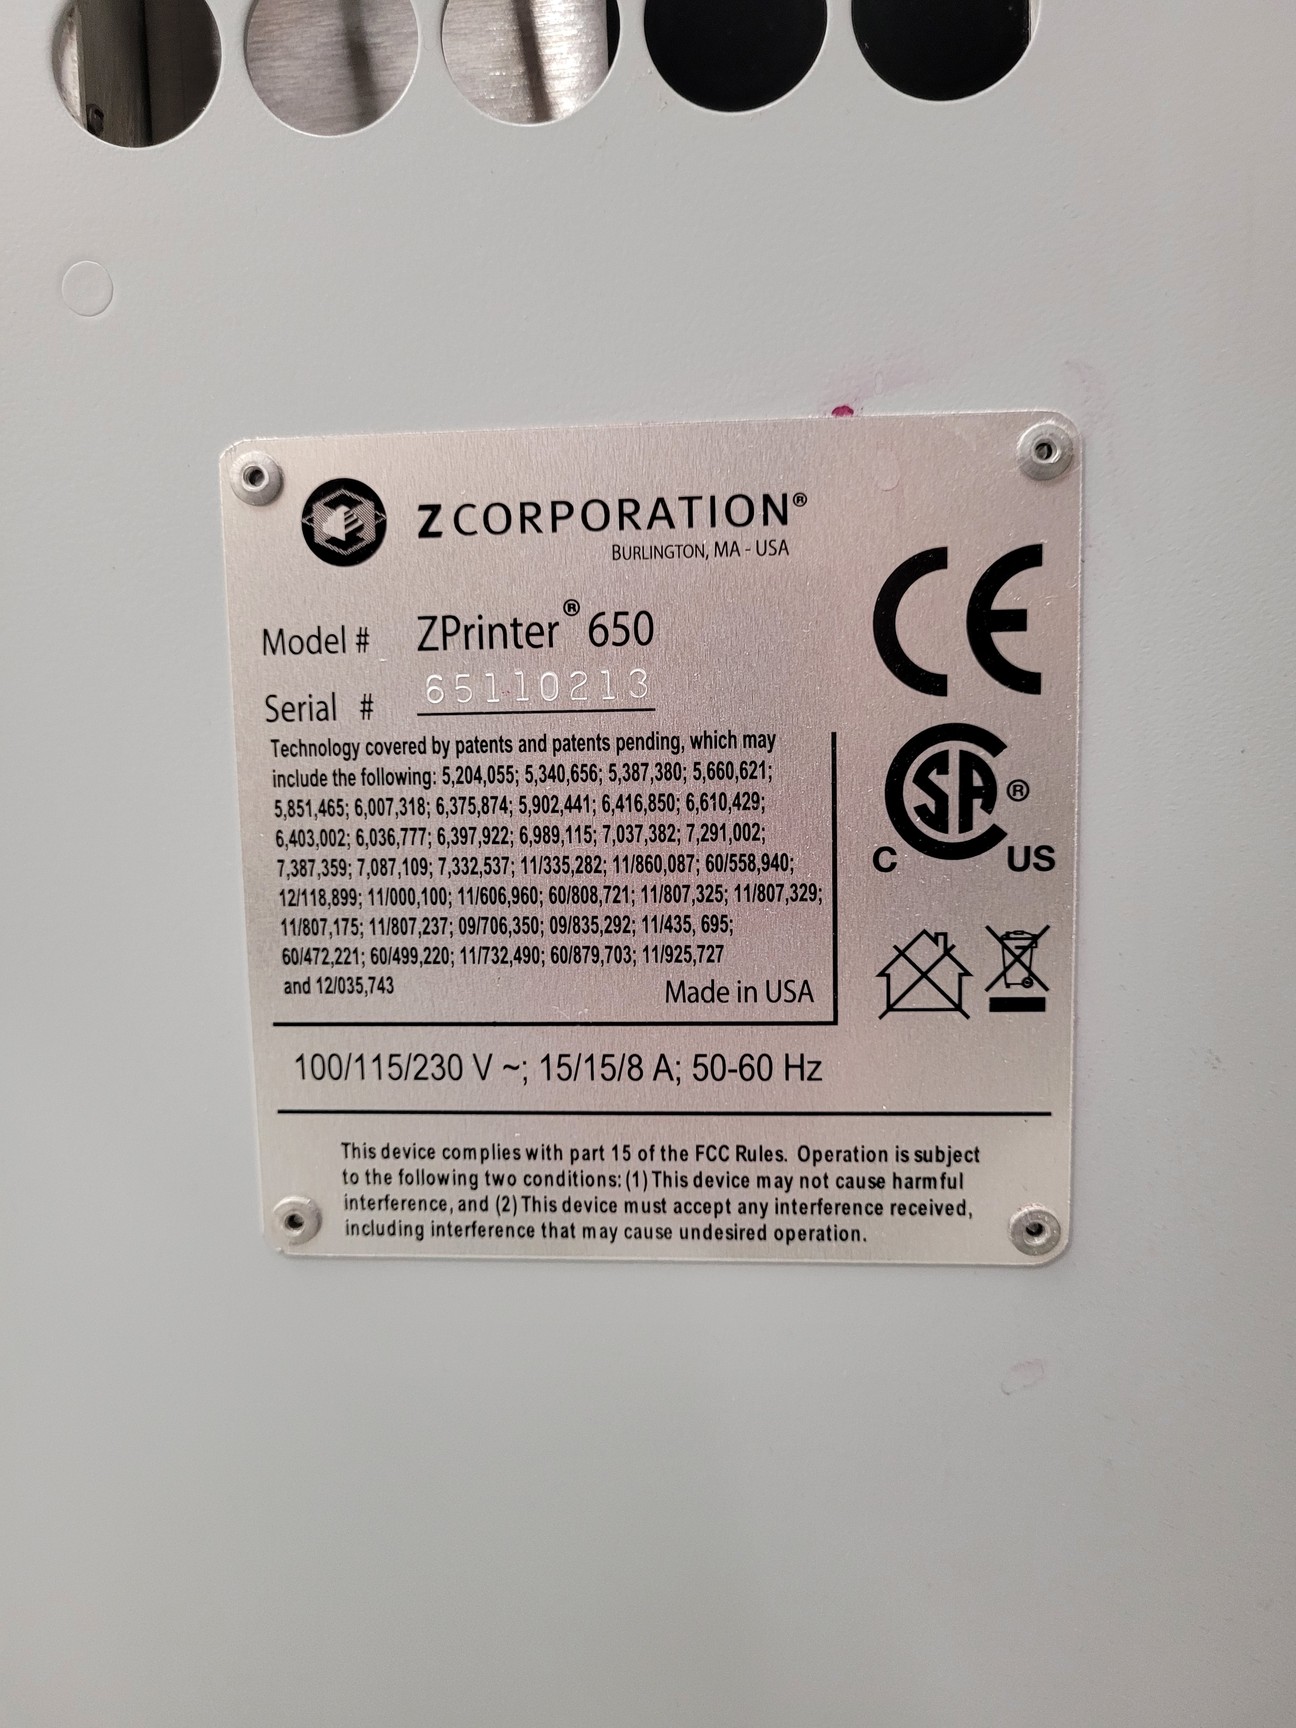 Z CORPORATION®
BURLINGTON, MA - USA
Model # ZPrinter® 650
Serial # 65110213
Technology covered by patents and patents pending, which may
include the following: 5,204,055; 5,340,656; 5,387,380; 5,660,621;
5,851,465; 6,007,318; 6,375,874; 5,902,441; 6,416,850; 6,610,429;
6,403,002; 6,036,777; 6,397,922; 6,989,115; 7,037,382; 7,291,002;
7,387,359; 7,087,109; 7,332,537; 11/335,282; 11/860,087; 60/558,940;
12/118,899; 11/000,100; 11/606,960; 60/808,721; 11/807,325; 11/807,329;
11/807,175; 11/807,237; 09/706,350; 09/835,292; 11/435, 695;
60/472,221; 60/499,220; 11/732,490; 60/879,703; 11/925,727
and 12/035,743
Made in USA
CE
C SA® US
100/115/230 V ~; 15/15/8 A; 50-60 Hz
This device complies with part 15 of the FCC Rules. Operation is subject
to the following two conditions: (1) This device may not cause harmful
interference, and (2) This device must accept any interference received,
including interference that may cause undesired operation.